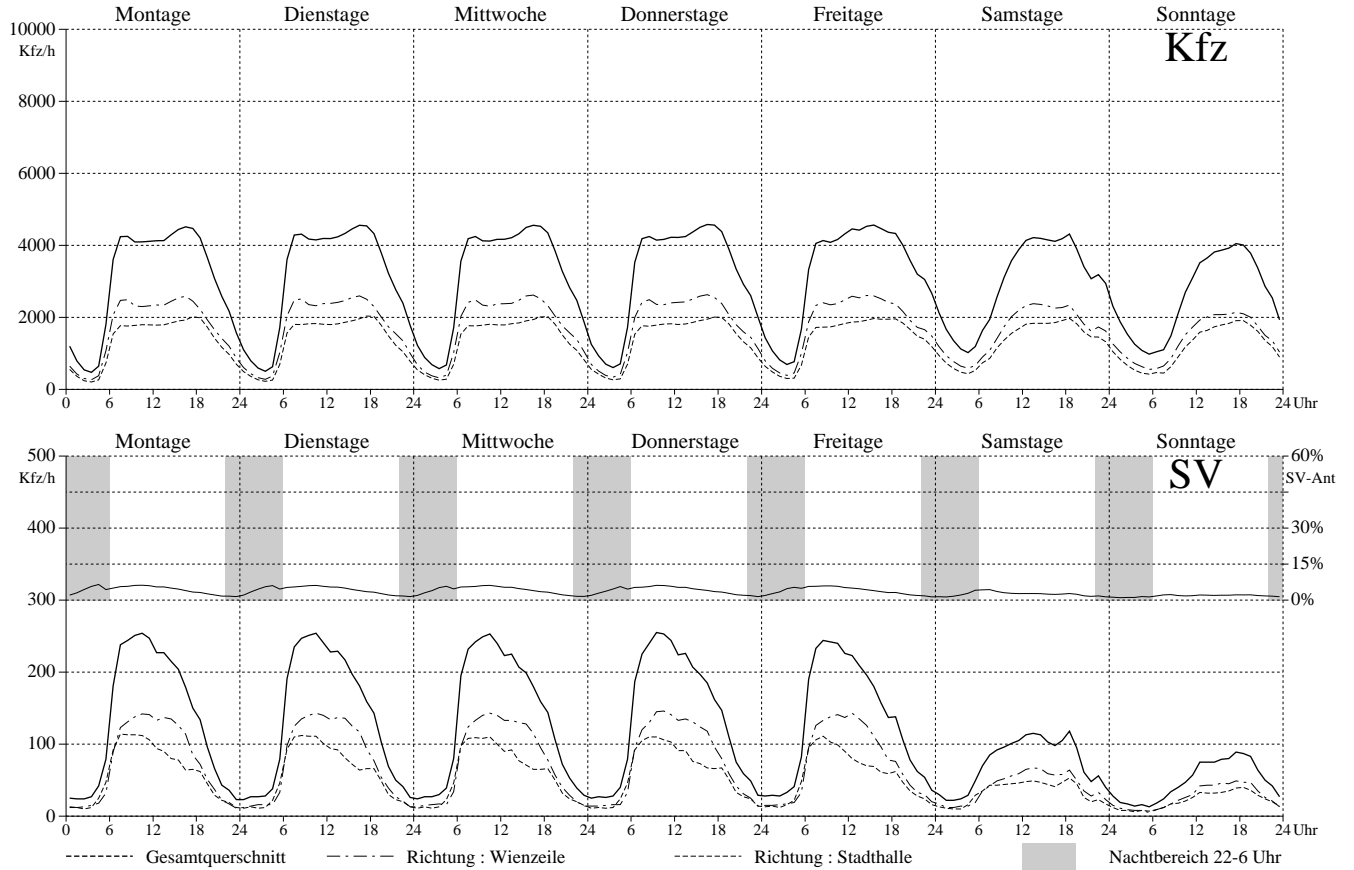 Montage Dienstage Mittwoche Donnerstage Freitage Samstage Sonntage
10000
Kfz/h
Kfz
8000
6000
4000
2000
0
0 6 12 18 24 6 12 18 24 6 12 18 24 6 12 18 24 6 12 18 24 6 12 18 24 6 12 18 24 Uhr
Montage Dienstage Mittwoche Donnerstage Freitage Samstage Sonntage
500 60%
Kfz/h SV-Ant
SV
400 30%
15%
300 0%
200
100
0
0 6 12 18 24 6 12 18 24 6 12 18 24 6 12 18 24 6 12 18 24 6 12 18 24 6 12 18 24 Uhr
Gesamtquerschnitt Richtung : Wienzeile Richtung : Stadthalle Nachtbereich 22-6 Uhr